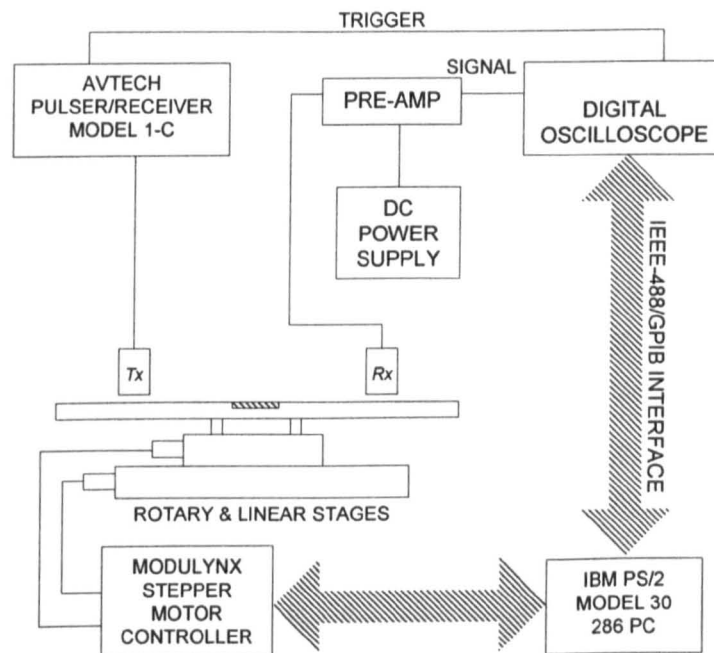 TRIGGER
AVTECH
PULSER/RECEIVER
MODEL 1-C
PRE-AMP
SIGNAL
DIGITAL
OSCILLOSCOPE
DC
POWER
SUPPLY
IEEE-488/GPIB INTERFACE
Tx
Rx
ROTARY & LINEAR STAGES
MODULYNX
STEPPER
MOTOR
CONTROLLER
IBM PS/2
MODEL 30
286 PC